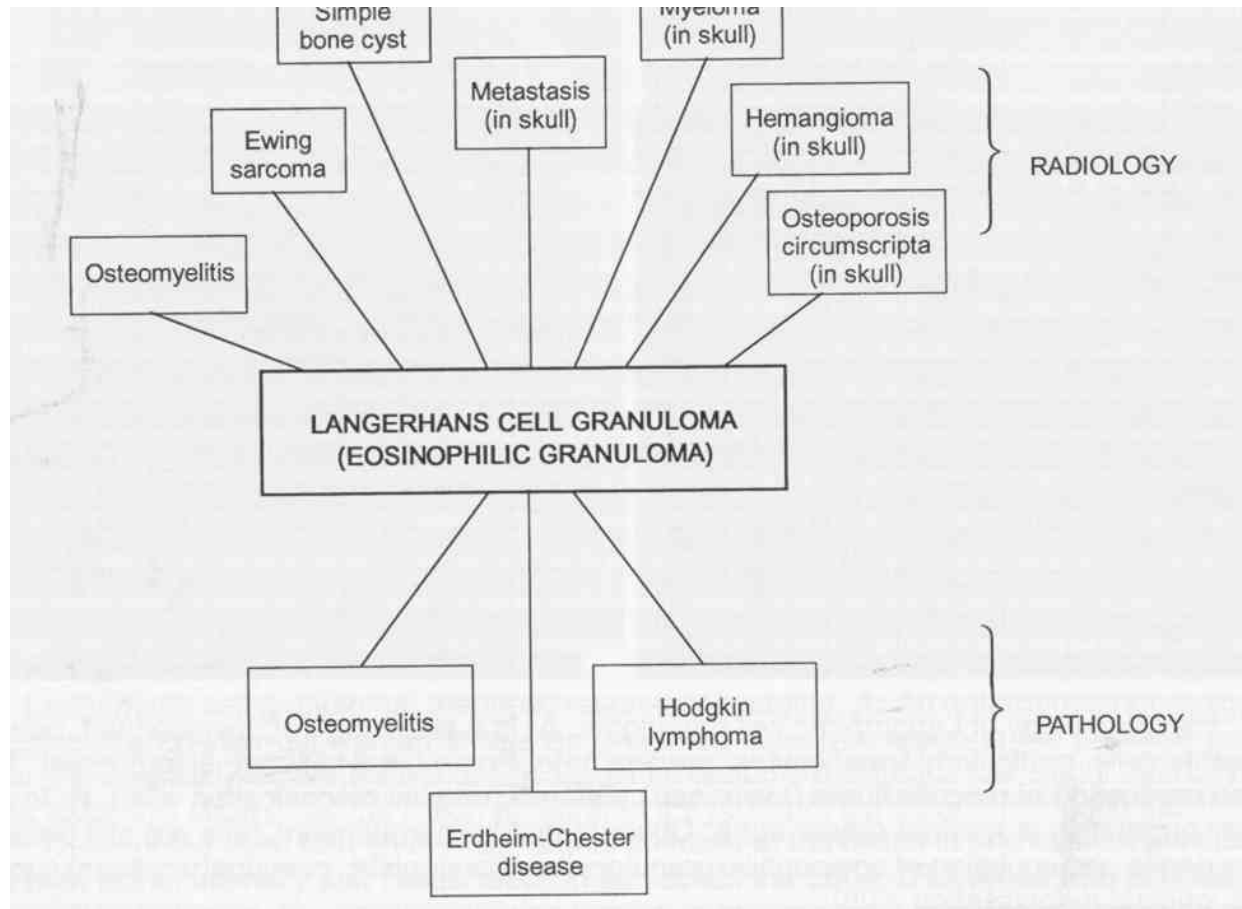 Simple
bone cyst
Myeloma
(in skull)
Metastasis
(in skull)
Hemangioma
(in skull)
Ewing
sarcoma
RADIOLOGY
Osteoporosis
circumscripta
(in skull)
Osteomyelitis
LANGERHANS CELL GRANULOMA
(EOSINOPHILIC GRANULOMA)
Osteomyelitis
Hodgkin
lymphoma
PATHOLOGY
Erdheim-Chester
disease